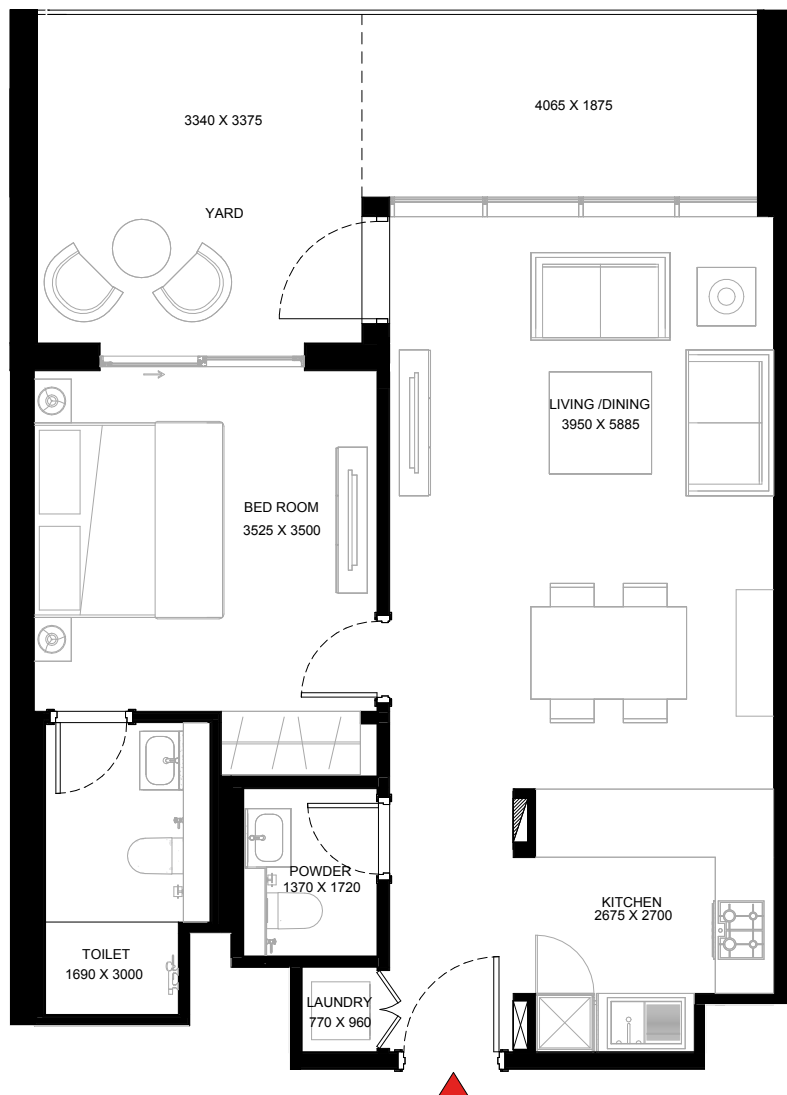 4065 X 1875
3340 X 3375
YARD
LIVING /DINING
3950 X 5885
BED ROOM
3525 X 3500
POWDER
1370 X 1720
KITCHEN
2675 X 2700
TOILET
1690 X 3000
LAUNDRY
770 X 960